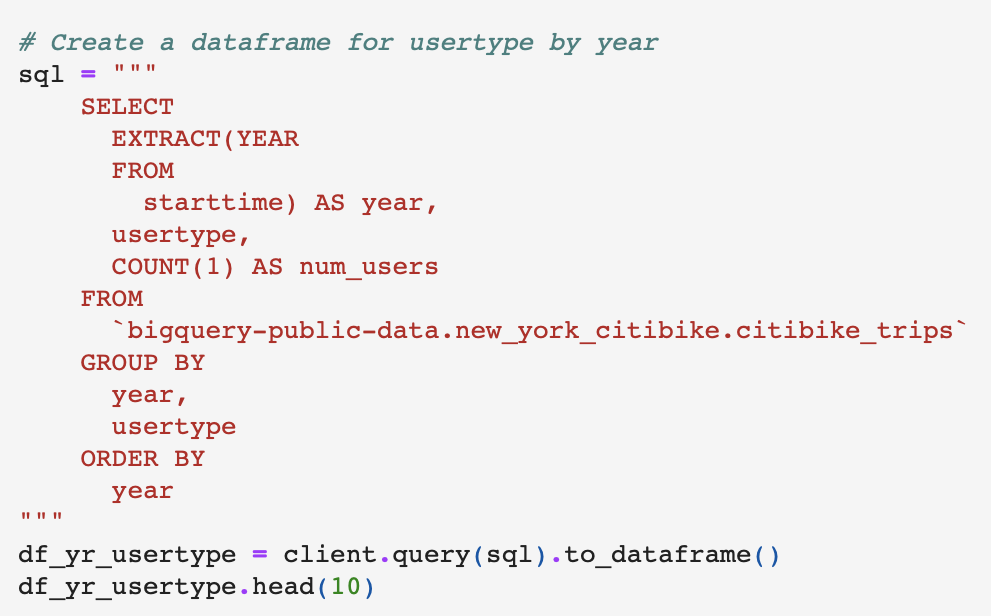 # Create a dataframe for usertype by year
sql = """
    SELECT
      EXTRACT(YEAR
      FROM
        starttime) AS year,
      usertype,
      COUNT(1) AS num_users
    FROM
      `bigquery-public-data.new_york_citibike.citibike_trips`
    GROUP BY
      year,
      usertype
    ORDER BY
      year
"""
df_yr_usertype = client.query(sql).to_dataframe()
df_yr_usertype.head(10)